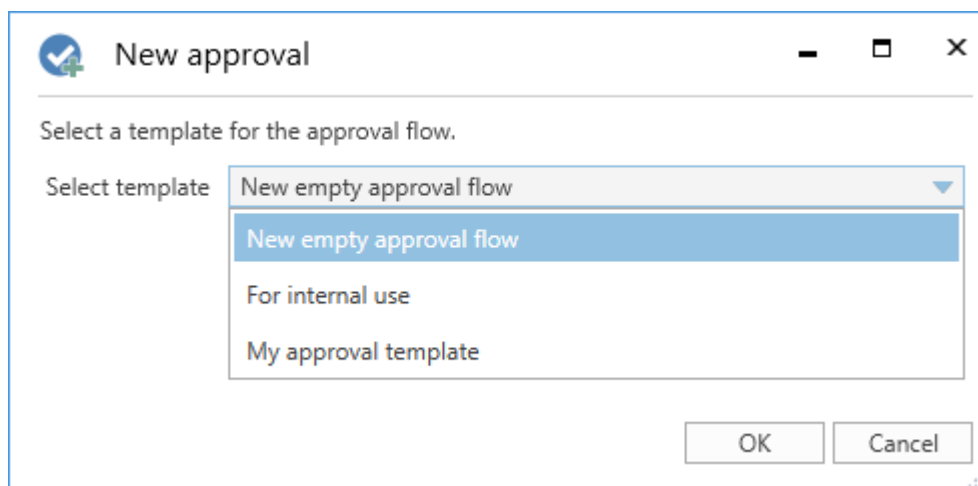 New approval
Select a template for the approval flow.
Select template New empty approval flow
New empty approval flow
For internal use
My approval template
OK Cancel